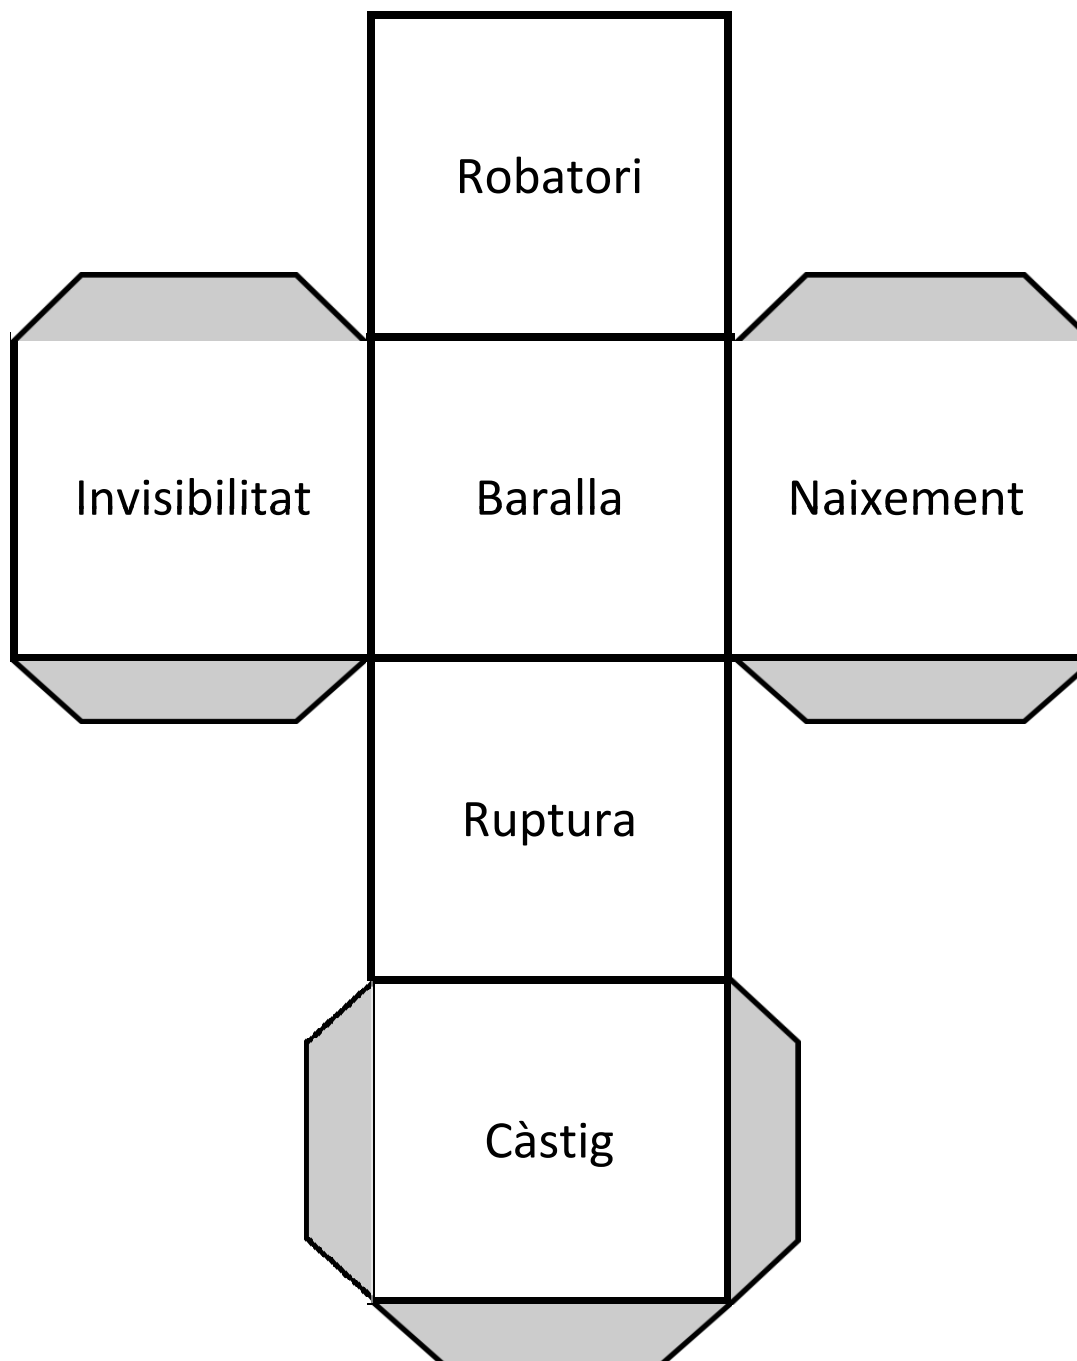 Robatori
Invisibilitat
Baralla
Naixement
Ruptura
Càstig